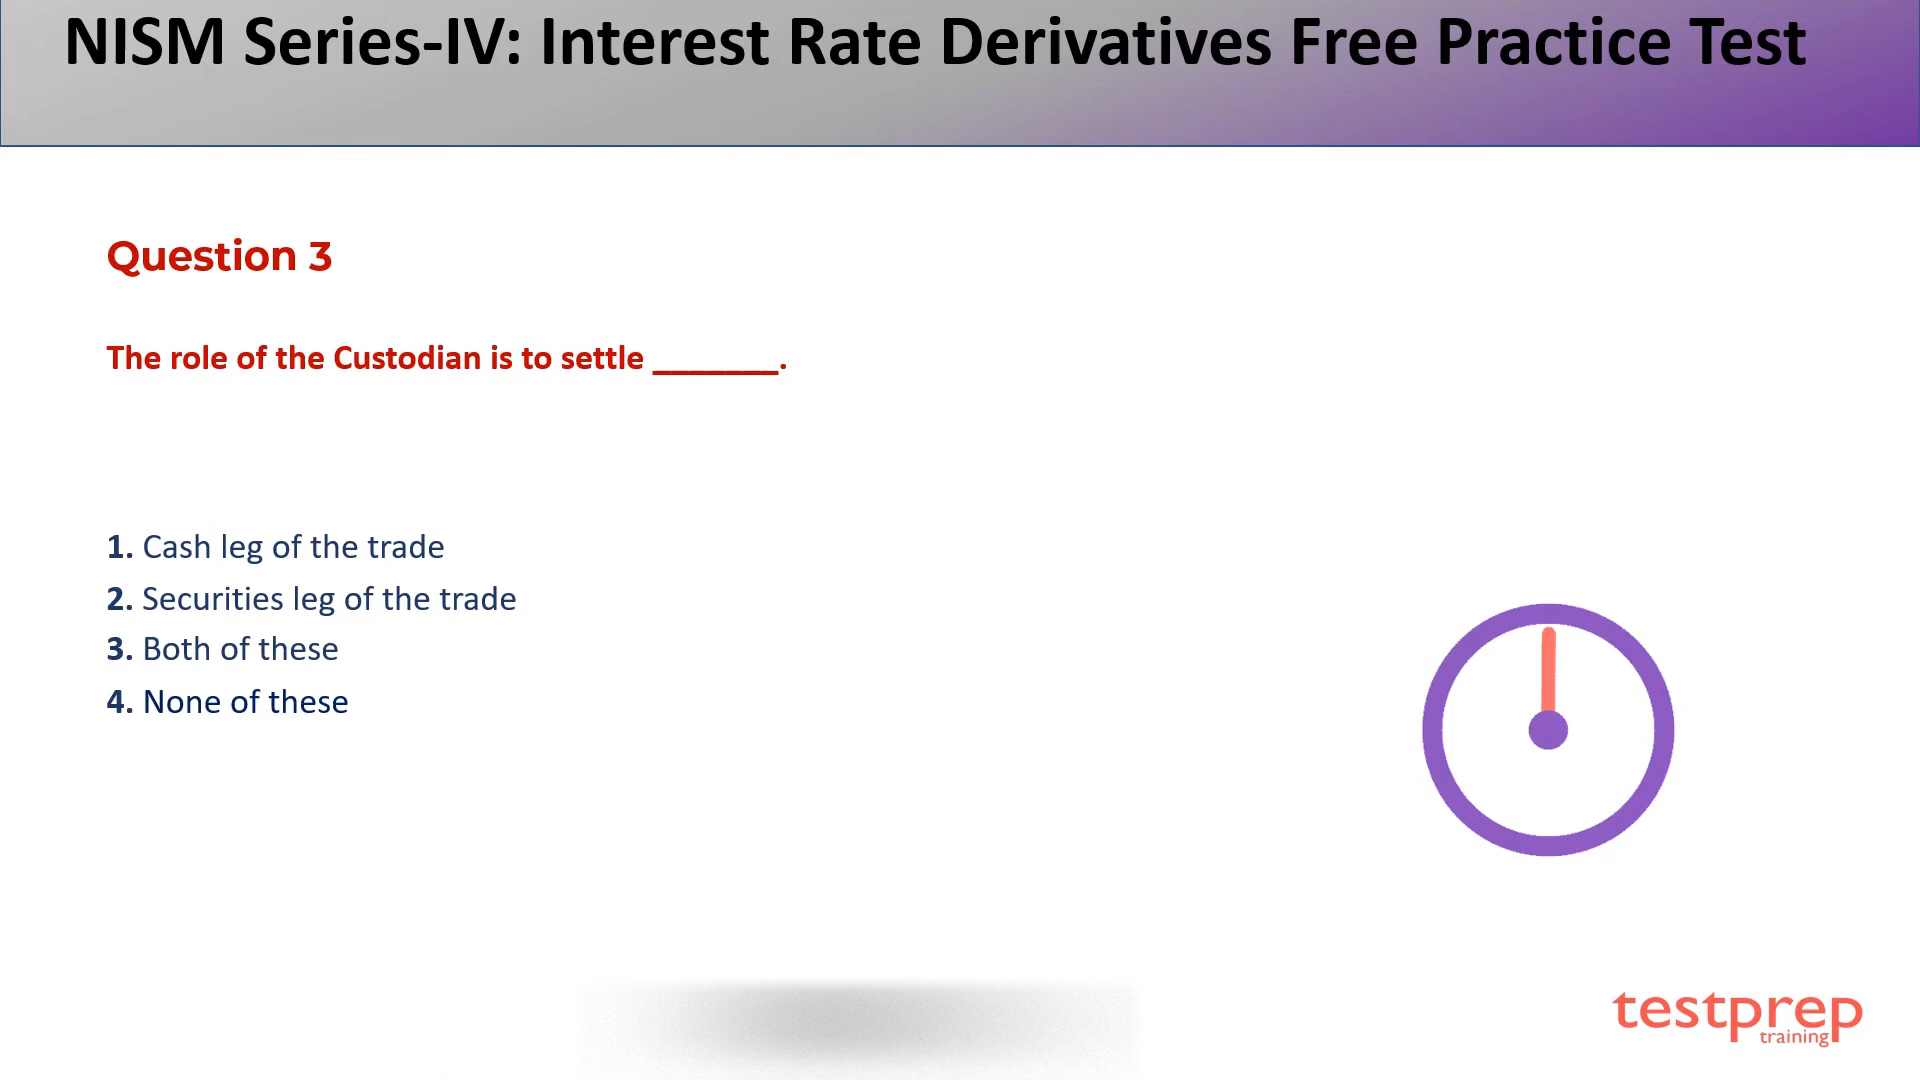 NISM Series-IV: Interest Rate Derivatives Free Practice Test
Question 3
The role of the Custodian is to settle _______.
1. Cash leg of the trade
2. Securities leg of the trade
3. Both of these
4. None of these
testprep
training